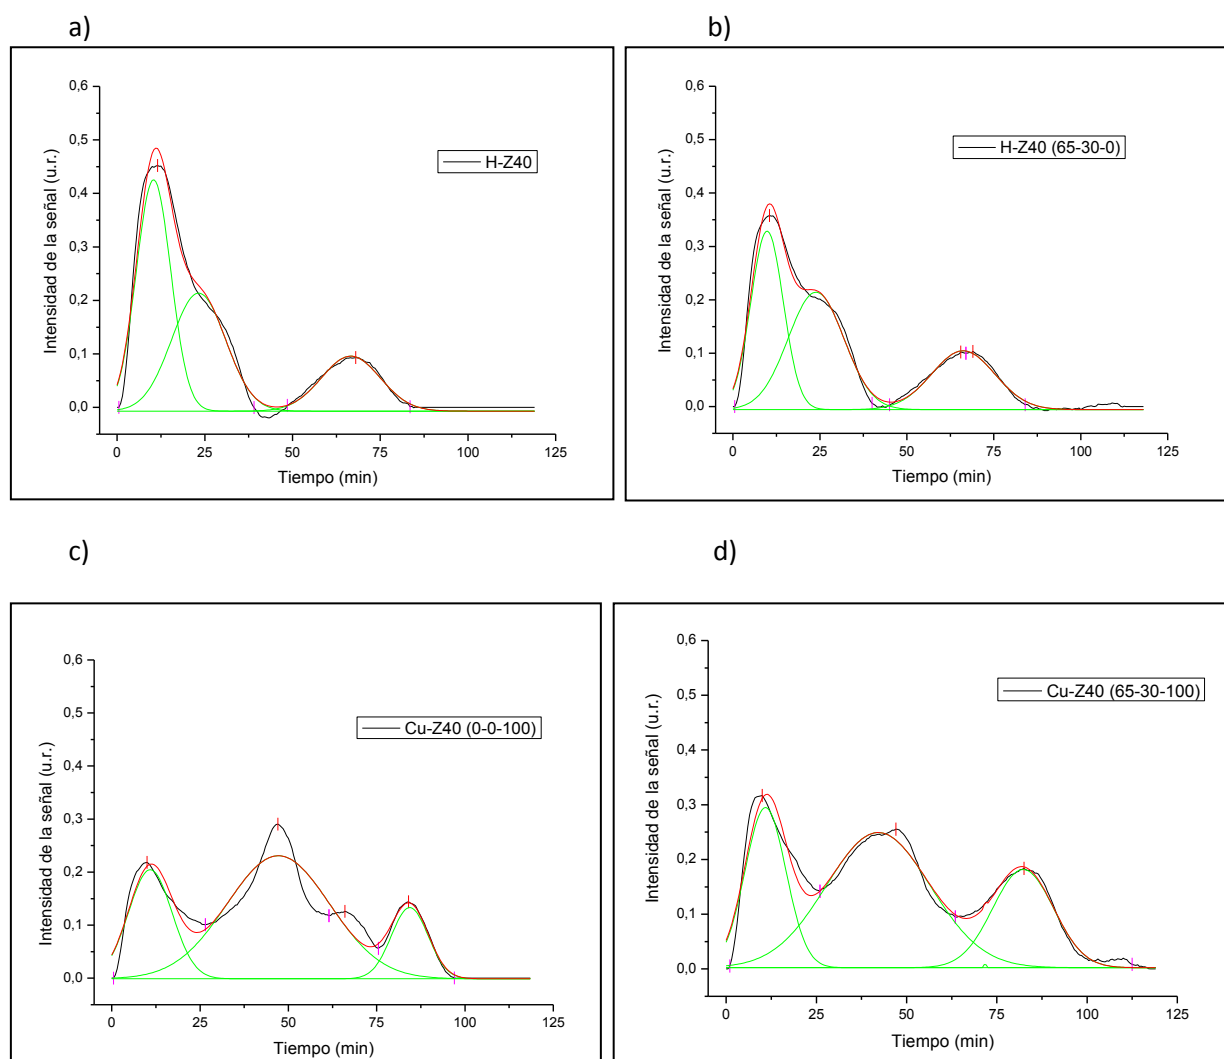 a)
0,6
0,5
0,4
0,3
0,2
0,1
0,0
Intensidad de la señal (u.r.)
H-Z40
0 25 50 75 100 125
Tiempo (min)
b)
0,6
0,5
0,4
0,3
0,2
0,1
0,0
Intensidad de la señal (u.r.)
H-Z40 (65-30-0)
0 25 50 75 100 125
Tiempo (min)
c)
0,6
0,5
0,4
0,3
0,2
0,1
0,0
Intensidad de la señal (u.r.)
Cu-Z40 (0-0-100)
0 25 50 75 100 125
Tiempo (min)
d)
0,6
0,5
0,4
0,3
0,2
0,1
0,0
Intensidad de la señal (u.r.)
Cu-Z40 (65-30-100)
0 25 50 75 100 125
Tiempo (min)